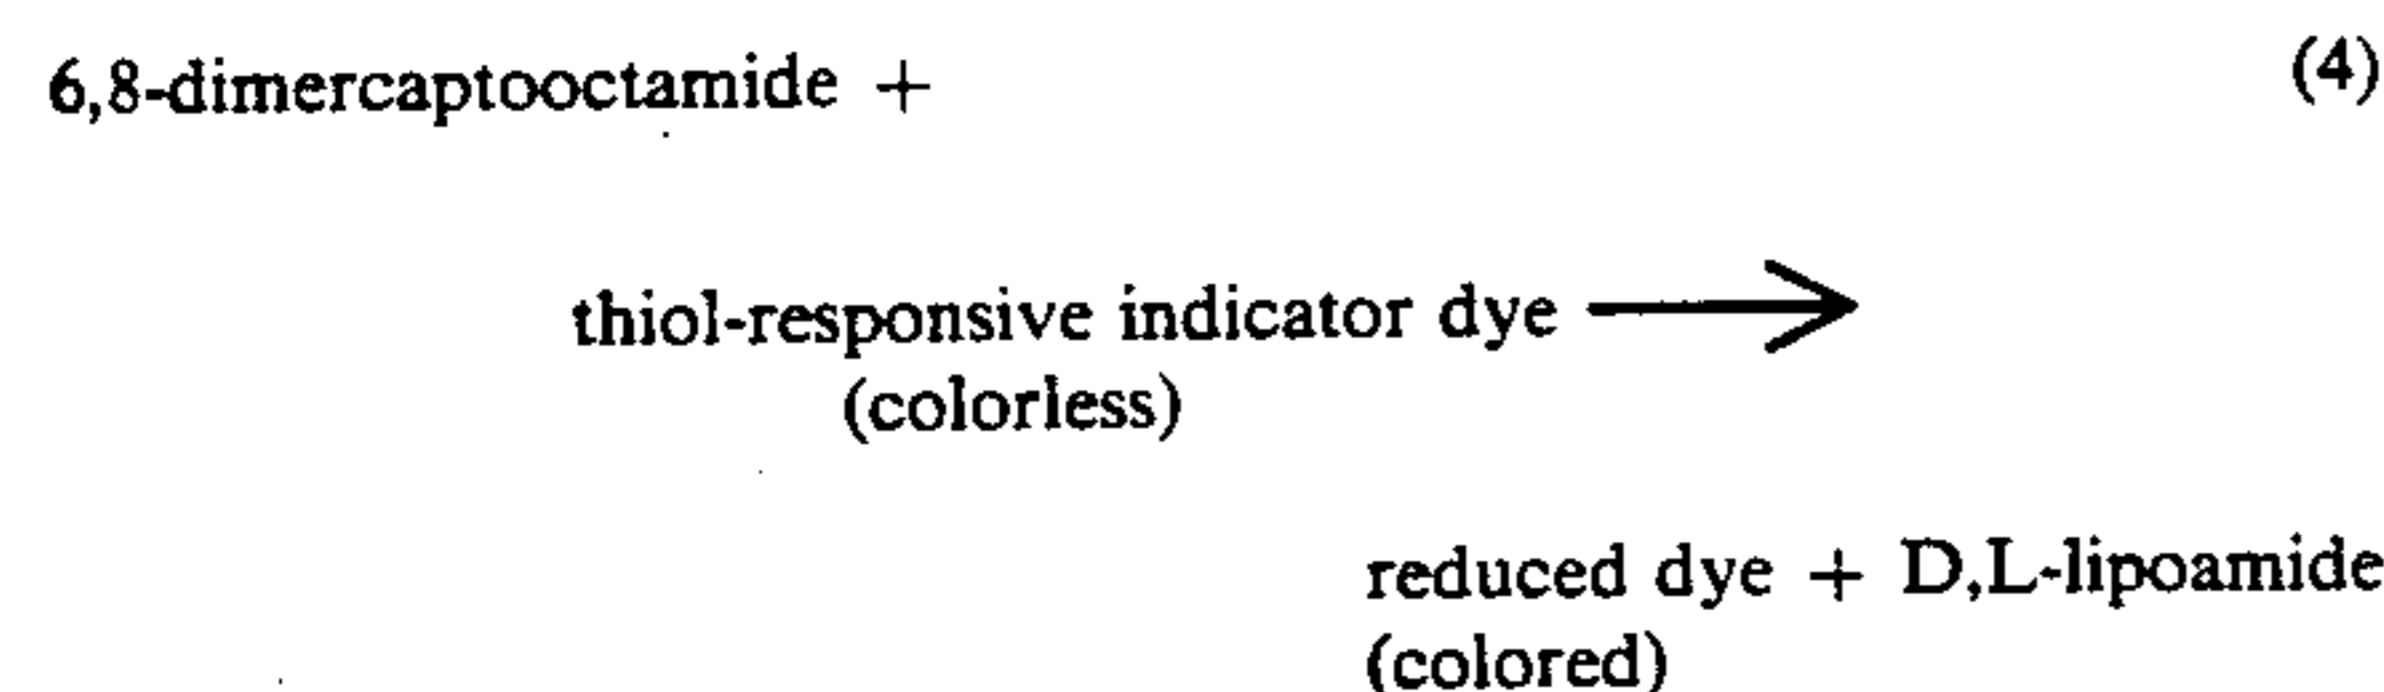 6,8-dimercaptooctamide + (4)
thiol-responsive indicator dye ⟶
(colorless)
reduced dye + D,L-lipoamide
(colored)